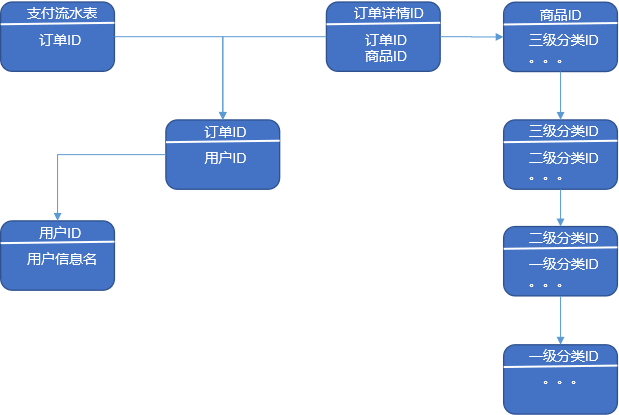 支付流水表
订单ID
订单详情ID
订单ID
商品ID
商品ID
三级分类ID
。。。
订单ID
用户ID
三级分类ID
二级分类ID
。。。
用户ID
用户信息名
二级分类ID
一级分类ID
。。。
一级分类ID
。。。